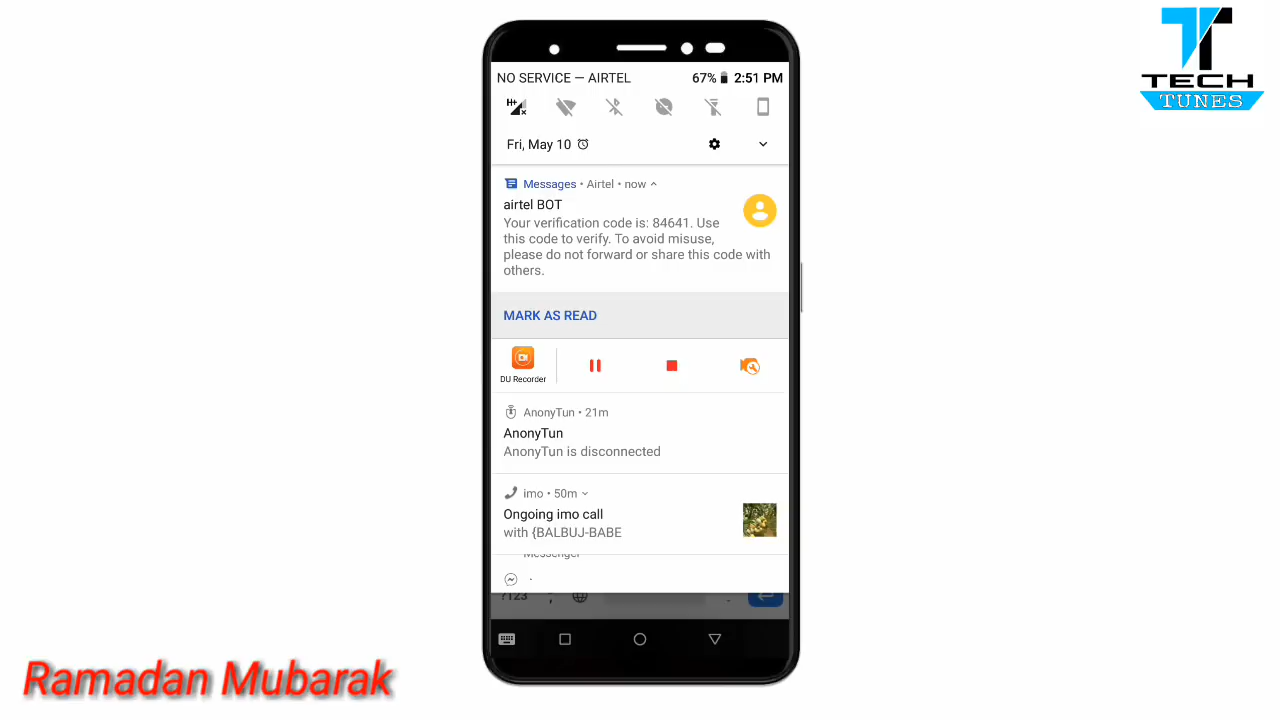 TECH
TUNES
NO SERVICE — AIRTEL 67% 2:51 PM
H+
Fri, May 10
Messages • Airtel • now
airtel BOT
Your verification code is: 84641. Use
this code to verify. To avoid misuse,
please do not forward or share this code with
others.
MARK AS READ
DU Recorder
AnonyTun • 21m
AnonyTun
AnonyTun is disconnected
imo • 50m
Ongoing imo call
with {BALBUJ-BABE
Messenger
?123
Ramadan Mubarak